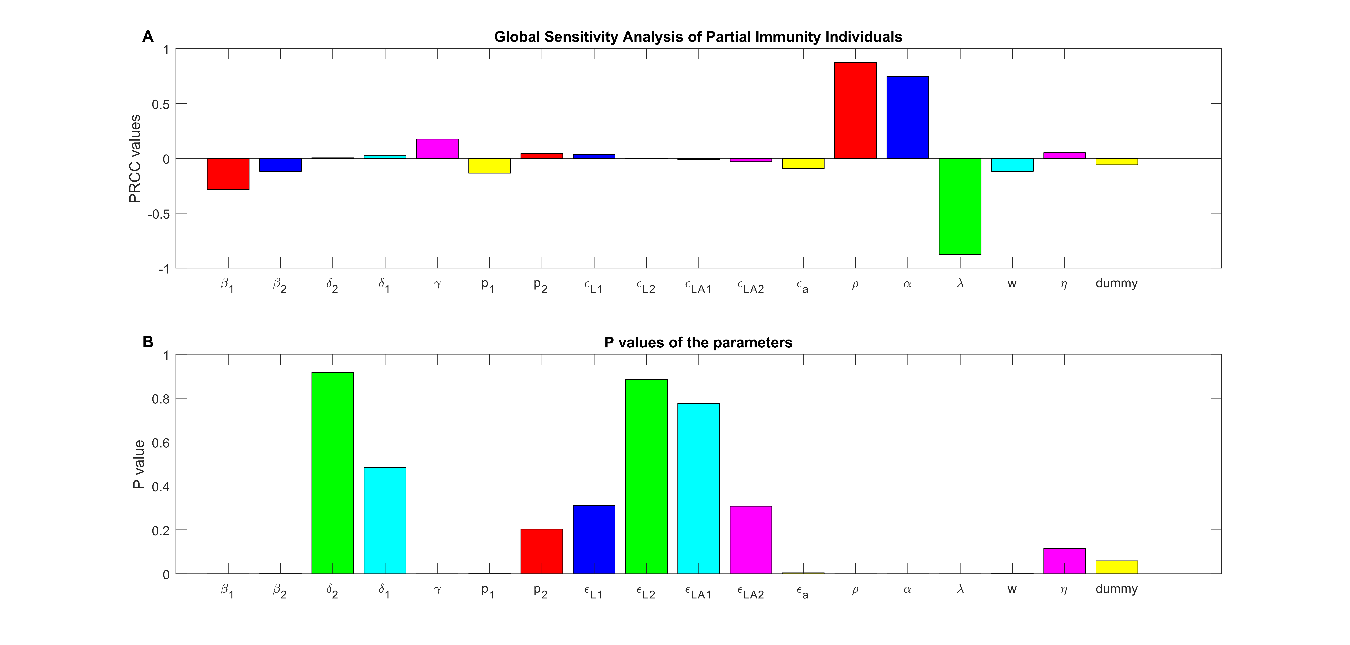 A
Global Sensitivity Analysis of Partial Immunity Individuals
PRCC values
1
0.5
0
-0.5
-1
β1 β2 δ2 δ1 γ p1 p2 ϵL1 ϵL2 ϵLA1 ϵLA2 ϵa ρ α λ w η dummy
B
P values of the parameters
P value
1
0.8
0.6
0.4
0.2
0
β1 β2 δ2 δ1 γ p1 p2 ϵL1 ϵL2 ϵLA1 ϵLA2 ϵa ρ α λ w η dummy